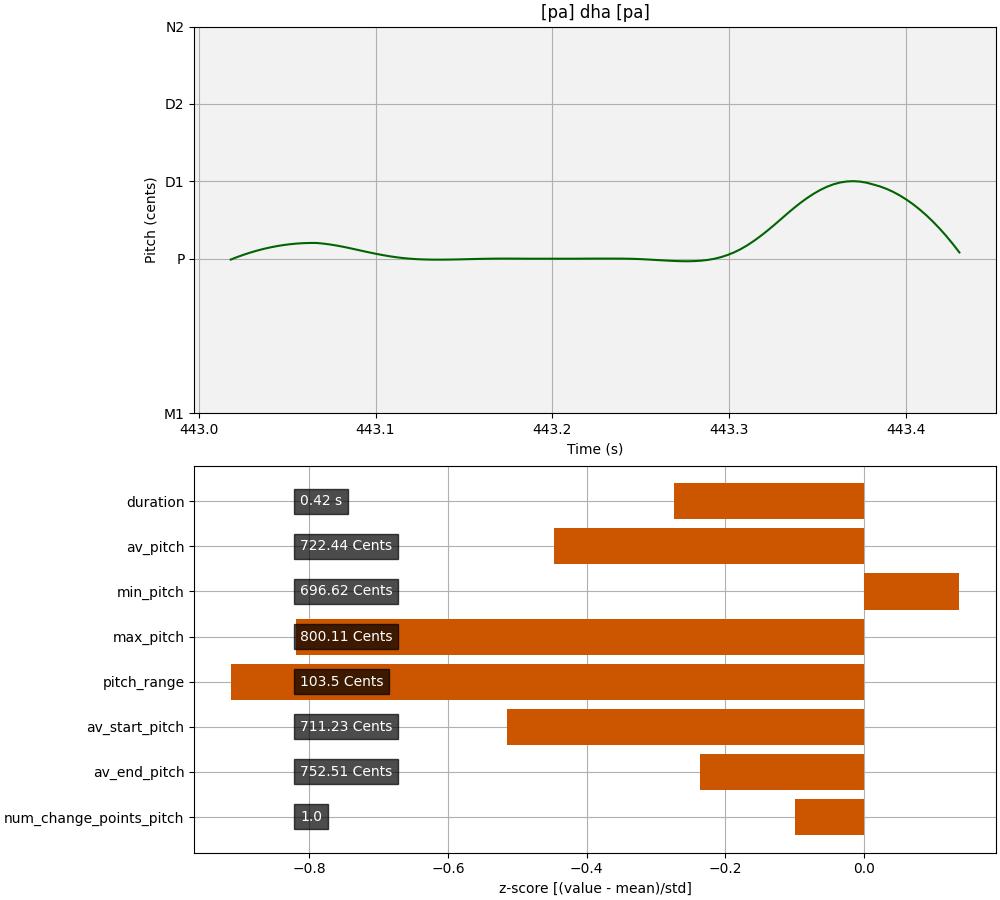 [pa] dha [pa]
N2
D2
D1
P
M1
Pitch (cents)
443.0 443.1 443.2 443.3 443.4
Time (s)
duration 0.42 s
av_pitch 722.44 Cents
min_pitch 696.62 Cents
max_pitch 800.11 Cents
pitch_range 103.5 Cents
av_start_pitch 711.23 Cents
av_end_pitch 752.51 Cents
num_change_points_pitch 1.0
−0.8 −0.6 −0.4 −0.2 0.0
z-score [(value - mean)/std]